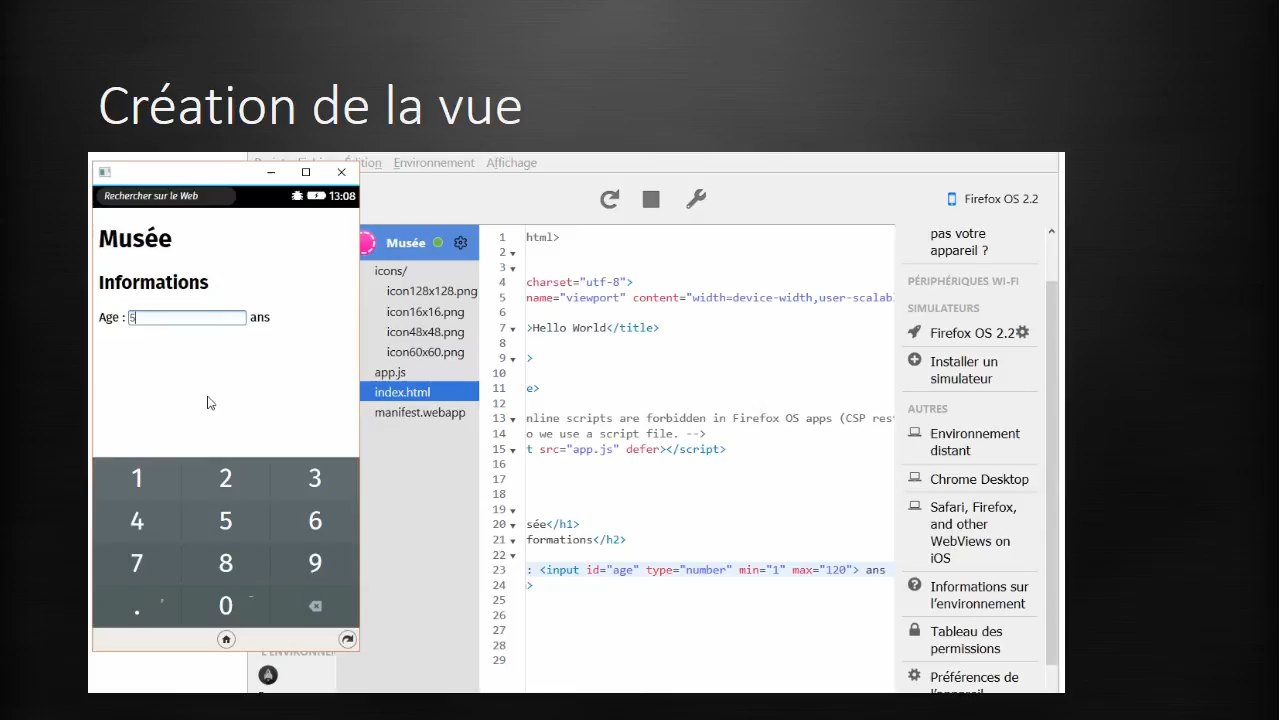 Création de la vue
Édition Environnement Affichage
Rechercher sur le Web
13:08
Musée
Informations
Age : 5 ans
1 2 3
4 5 6
7 8 9
. , 0
Firefox OS 2.2
Musée
icons/
icon128x128.png
icon16x16.png
icon48x48.png
icon60x60.png
app.js
index.html
manifest.webapp
1 html>
2
3
4 charset="utf-8">
5 name="viewport" content="width=device-width,user-scalab
6
7 >Hello World</title>
8
9 >
10
11 e>
12
13 nline scripts are forbidden in Firefox OS apps (CSP rest
14 o we use a script file. -->
15 t src="app.js" defer></script>
16
17
18
19
20 sée</h1>
21 formations</h2>
22
23 : <input id="age" type="number" min="1" max="120"> ans
24 >
25
26
27
28
29
pas votre
appareil ?
PÉRIPHÉRIQUES WI-FI
SIMULATEURS
Firefox OS 2.2
Installer un
simulateur
AUTRES
Environnement
distant
Chrome Desktop
Safari, Firefox,
and other
WebViews on
iOS
Informations sur
l'environnement
Tableau des
permissions
Préférences de